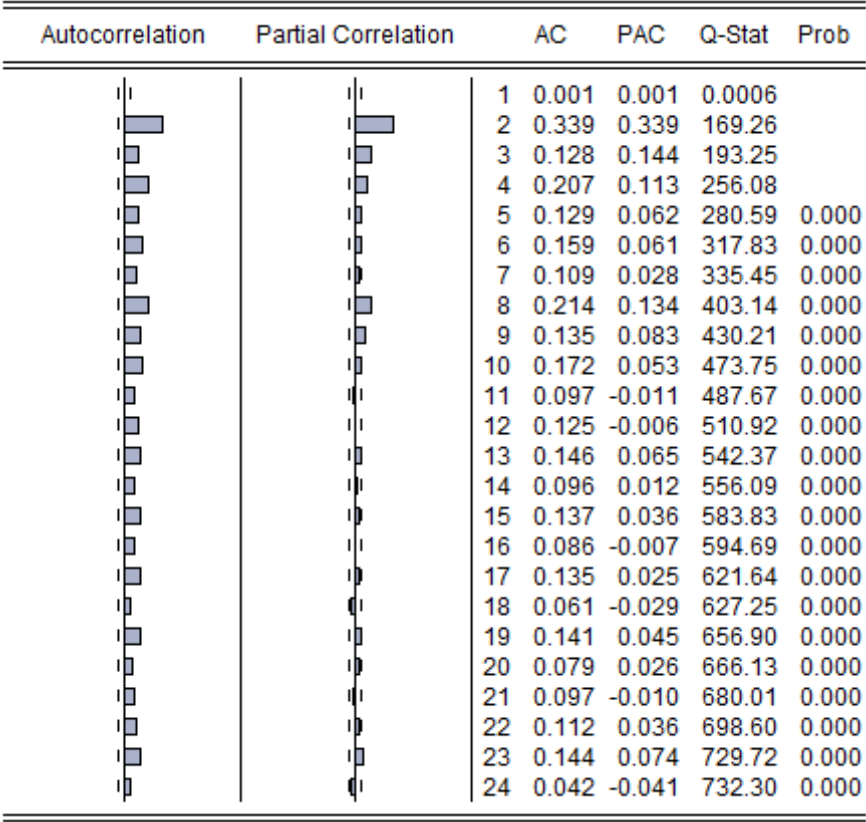 Autocorrelation Partial Correlation AC PAC Q-Stat Prob
1 0.001 0.001 0.0006
2 0.339 0.339 169.26
3 0.128 0.144 193.25
4 0.207 0.113 256.08
5 0.129 0.062 280.59 0.000
6 0.159 0.061 317.83 0.000
7 0.109 0.028 335.45 0.000
8 0.214 0.134 403.14 0.000
9 0.135 0.083 430.21 0.000
10 0.172 0.053 473.75 0.000
11 0.097 -0.011 487.67 0.000
12 0.125 -0.006 510.92 0.000
13 0.146 0.065 542.37 0.000
14 0.096 0.012 556.09 0.000
15 0.137 0.036 583.83 0.000
16 0.086 -0.007 594.69 0.000
17 0.135 0.025 621.64 0.000
18 0.061 -0.029 627.25 0.000
19 0.141 0.045 656.90 0.000
20 0.079 0.026 666.13 0.000
21 0.097 -0.010 680.01 0.000
22 0.112 0.036 698.60 0.000
23 0.144 0.074 729.72 0.000
24 0.042 -0.041 732.30 0.000